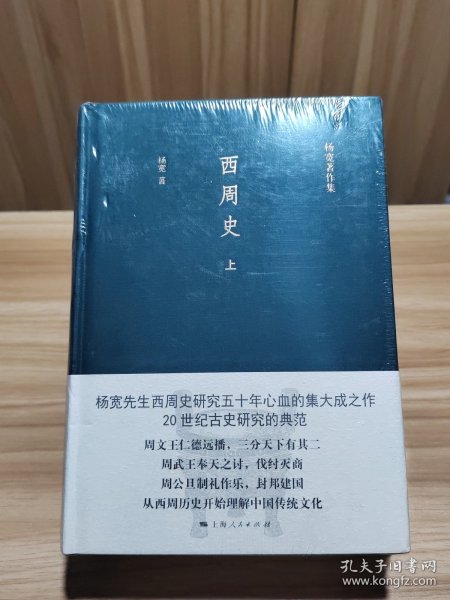 杨宽著作集
西周史
上
杨宽 著
杨宽先生西周史研究五十年心血的集大成之作
20世纪古史研究的典范
周文王仁德远播，三分天下有其二
周武王奉天之讨，伐纣灭商
周公旦制礼作乐，封邦建国
从西周历史开始理解中国传统文化
上海人民出版社
孔夫子旧书网
www.kongfz.com